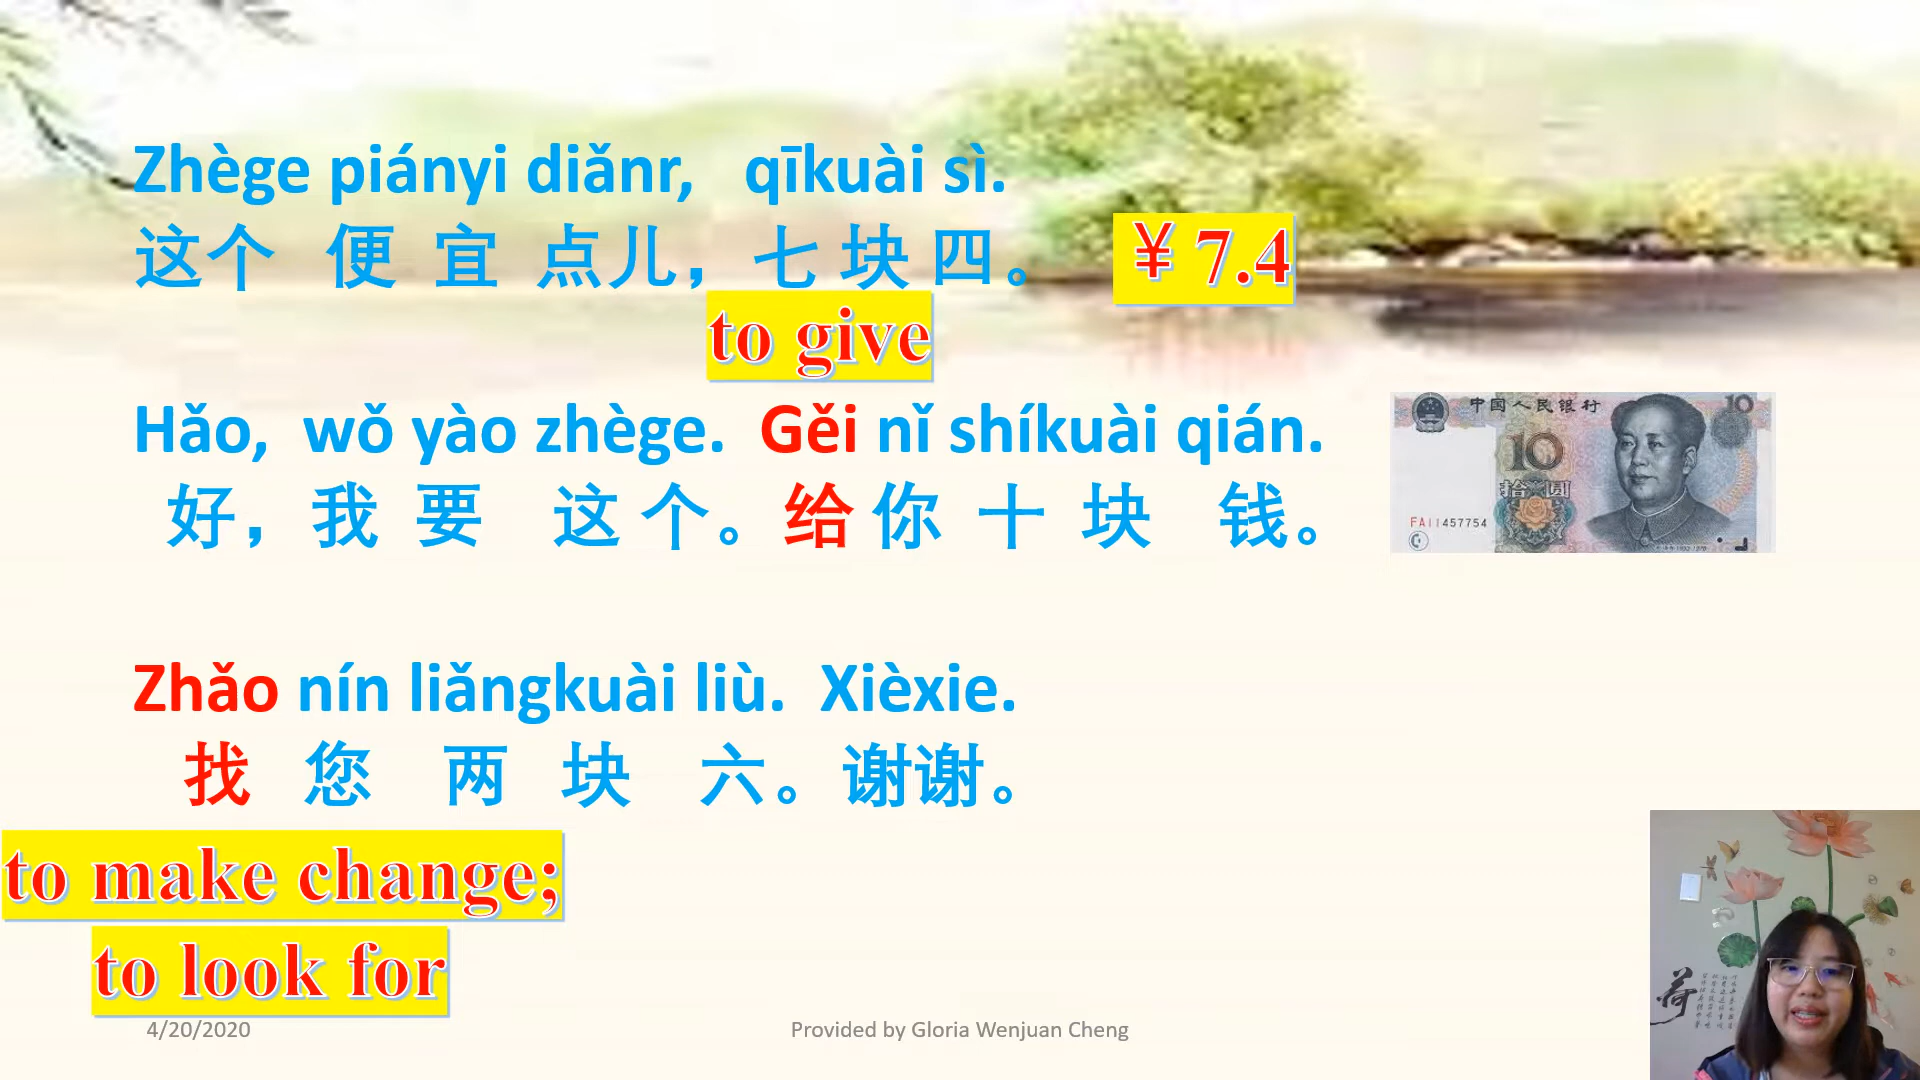 Zhège piányi diǎnr, qīkuài sì.
这个 便 宜 点儿，七 块 四。 ￥7.4
to give
Hǎo, wǒ yào zhège. Gěi nǐ shíkuài qián.
好，我 要 这 个。给 你 十 块 钱。
中国人民银行 10
10
拾圆
FA11457754
Zhǎo nín liǎngkuài liù. Xièxie.
找 您 两 块 六。谢谢。
to make change;
to look for
荷
4/20/2020 Provided by Gloria Wenjuan Cheng